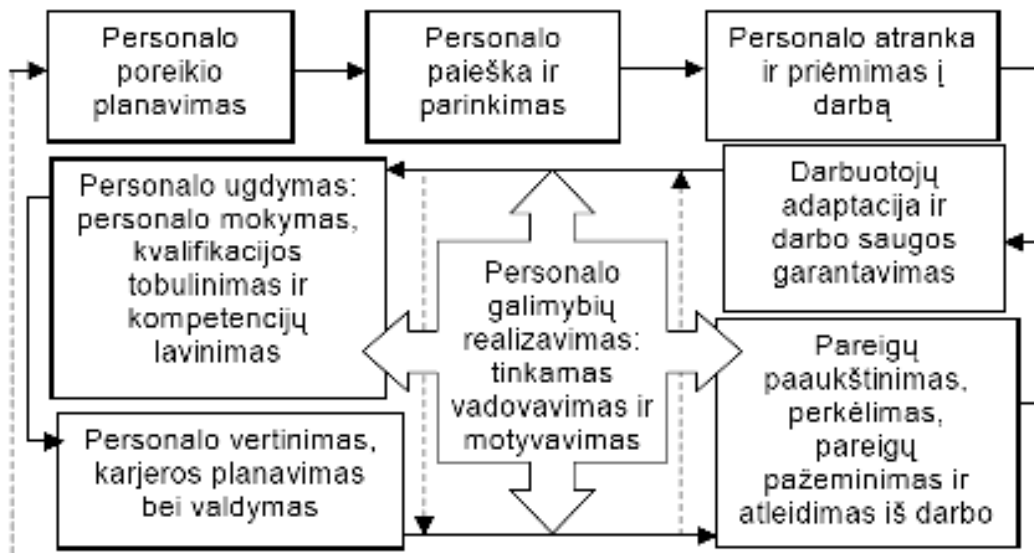 Personalo
poreikio
planavimas
Personalo
paieška ir
parinkimas
Personalo atranka
ir priėmimas į
darbą
Personalo ugdymas:
personalo mokymas,
kvalifikacijos
tobulinimas ir
kompetencijų
lavinimas
Personalo
galimybių
realizavimas:
tinkamas
vadovavimas ir
motyvavimas
Darbuotojų
adaptacija ir
darbo saugos
garantavimas
Personalo vertinimas,
karjeros planavimas
bei valdymas
Pareigų
paaukštinimas,
perkėlimas,
pareigų
pažeminimas ir
atleidimas iš darbo